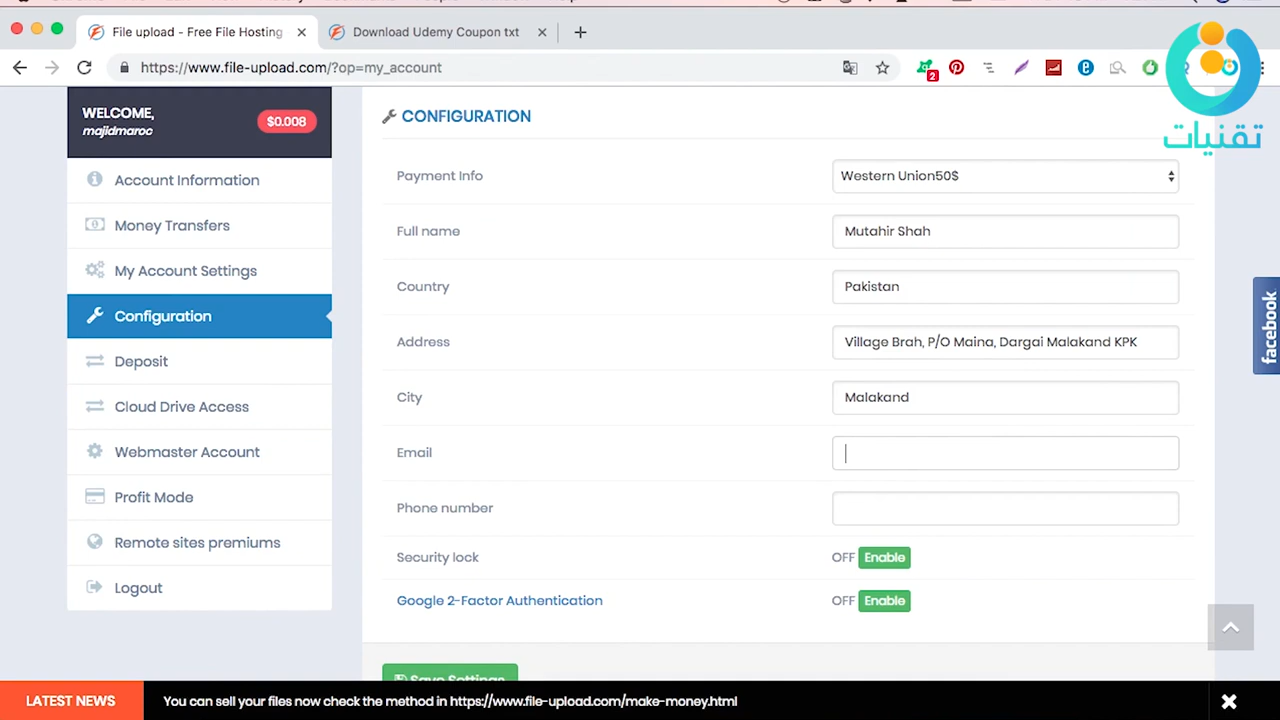 File upload - Free File Hosting
Download Udemy Coupon txt
https://www.file-upload.com/?op=my_account
2
تقنيات
WELCOME,
majidmaroc
$0.008
Account Information
Money Transfers
My Account Settings
Configuration
Deposit
Cloud Drive Access
Webmaster Account
Profit Mode
Remote sites premiums
Logout
CONFIGURATION
Payment Info
Western Union50$
Full name
Mutahir Shah
Country
Pakistan
Address
Village Brah, P/O Maina, Dargai Malakand KPK
City
Malakand
Email
Phone number
Security lock
OFF Enable
Google 2-Factor Authentication
OFF Enable
Save Settings
facebook
LATEST NEWS
You can sell your files now check the method in https://www.file-upload.com/make-money.html